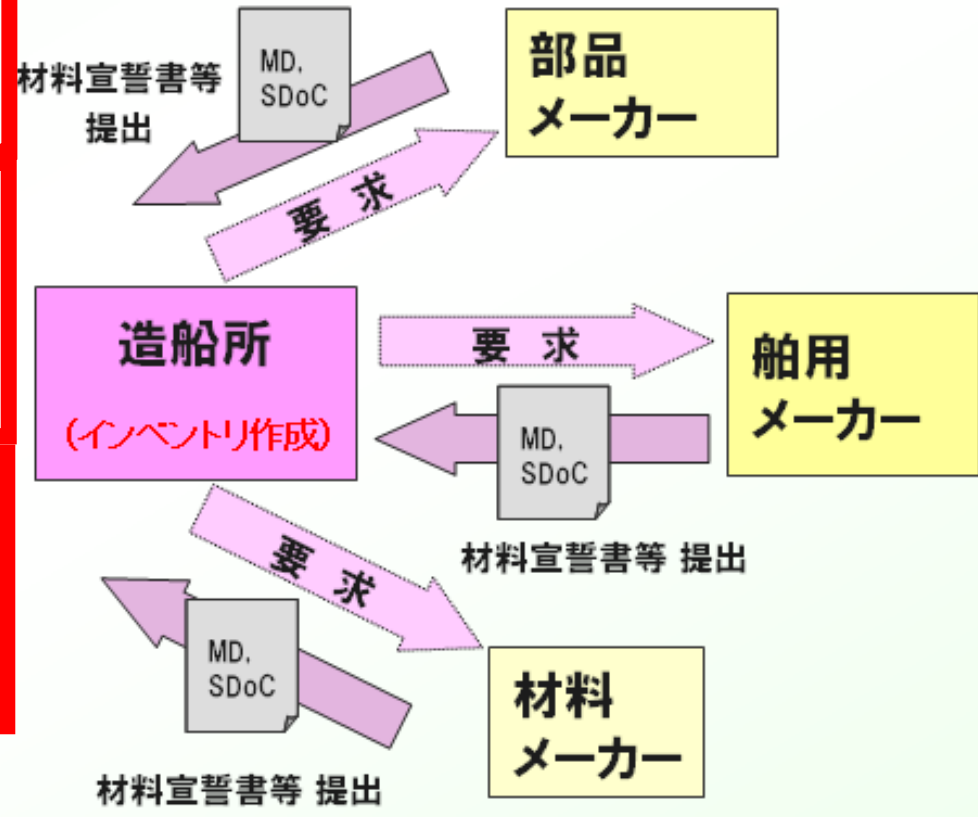 材料宣誓書等
提出
MD,
SDoC
部品
メーカー
要 求
造船所
(インベントリ作成)
要 求
舶用
メーカー
MD,
SDoC
材料宣誓書等 提出
要 求
MD,
SDoC
材料
メーカー
材料宣誓書等 提出